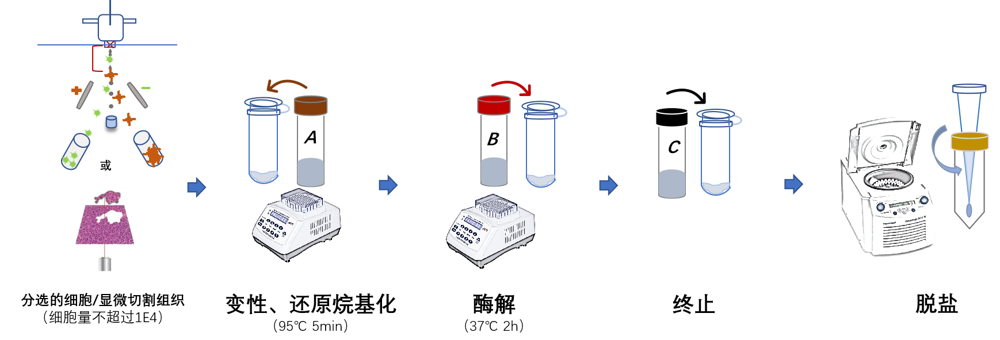 或
A
B
C
分选的细胞/显微切割组织
（细胞量不超过1E4）
变性、还原烷基化
（95℃ 5min）
酶解
（37℃ 2h）
终止
脱盐